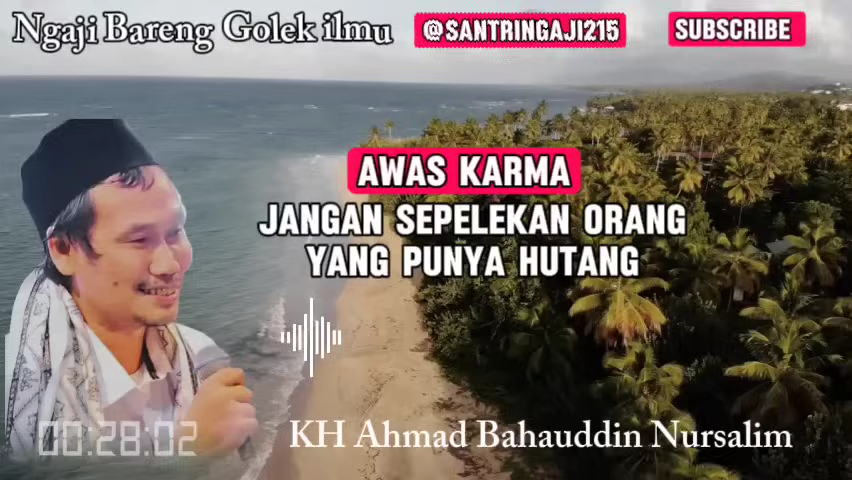 Ngaji Bareng Golek ilmu
@SANTRINGAJI215
SUBSCRIBE
AWAS KARMA
JANGAN SEPELEKAN ORANG
YANG PUNYA HUTANG
00:28:02
KH Ahmad Bahauddin Nursalim